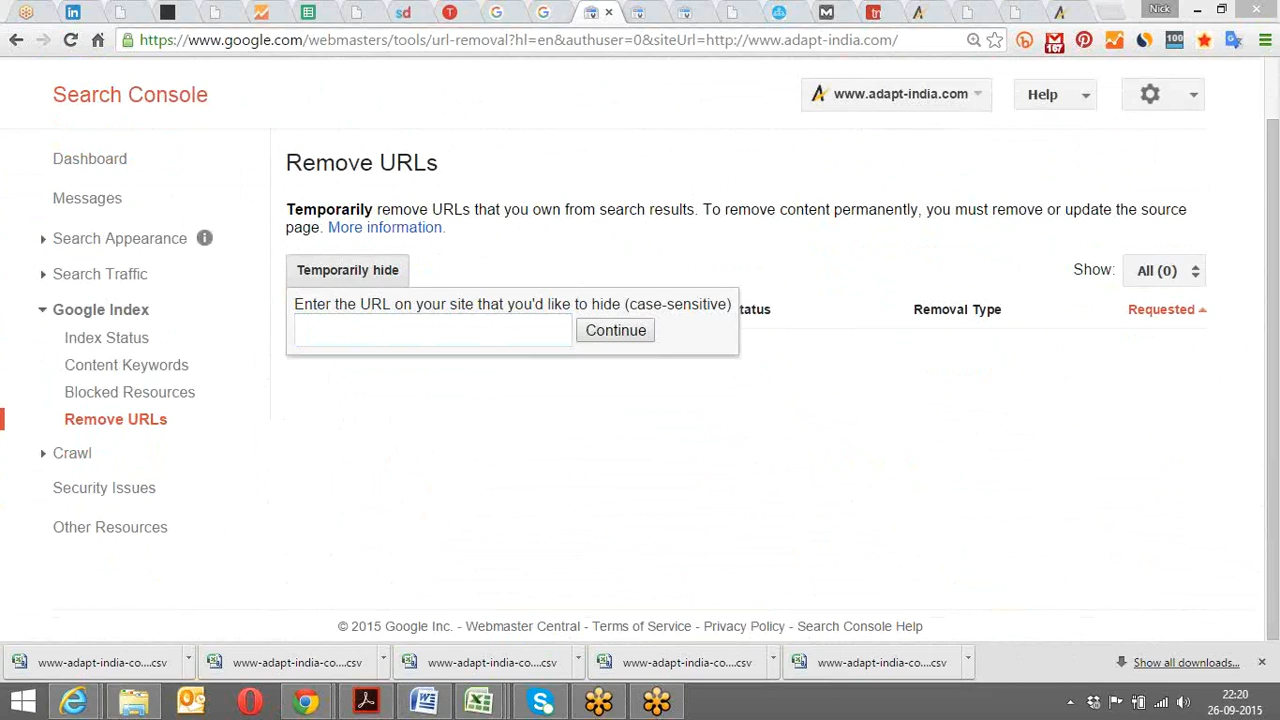 Nick
https://www.google.com/webmasters/tools/url-removal?hl=en&authuser=0&siteUrl=http://www.adapt-india.com/
Search Console
www.adapt-india.com
Help
Dashboard
Messages
Search Appearance
Search Traffic
Google Index
Index Status
Content Keywords
Blocked Resources
Remove URLs
Crawl
Security Issues
Other Resources
Remove URLs
Temporarily remove URLs that you own from search results. To remove content permanently, you must remove or update the source
page. More information.
Temporarily hide
Show: All (0)
Enter the URL on your site that you'd like to hide (case-sensitive)
Continue
tatus
Removal Type
Requested
© 2015 Google Inc. - Webmaster Central - Terms of Service - Privacy Policy - Search Console Help
www-adapt-india-co....csv
www-adapt-india-co....csv
www-adapt-india-co....csv
www-adapt-india-co....csv
www-adapt-india-co....csv
Show all downloads...
22:20
26-09-2015